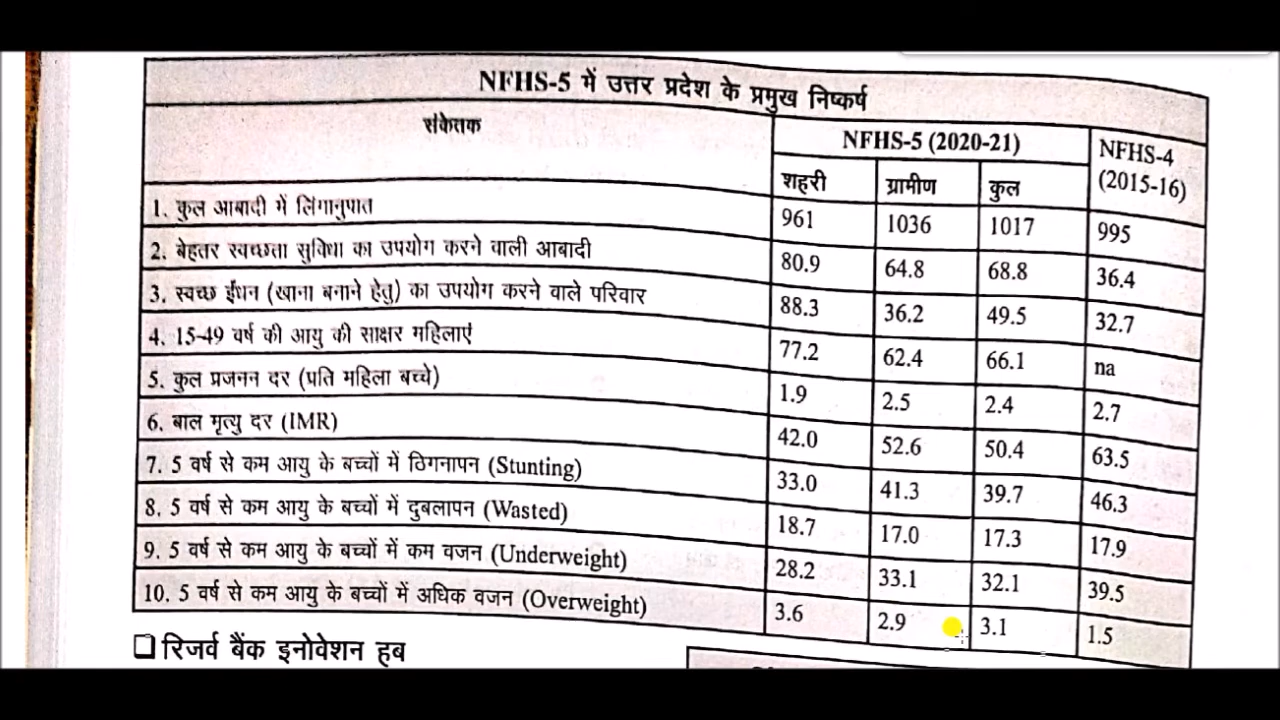 NFHS-5 में उत्तर प्रदेश के प्रमुख निष्कर्ष
संकेतक NFHS-5 (2020-21) NFHS-4 (2015-16)
शहरी ग्रामीण कुल
1. कुल आबादी में लिंगानुपात 961 1036 1017 995
2. बेहतर स्वच्छता सुविधा का उपयोग करने वाली आबादी 80.9 64.8 68.8 36.4
3. स्वच्छ ईंधन (खाना बनाने हेतु) का उपयोग करने वाले परिवार 88.3 36.2 49.5 32.7
4. 15-49 वर्ष की आयु की साक्षर महिलाएं 77.2 62.4 66.1 na
5. कुल प्रजनन दर (प्रति महिला बच्चे) 1.9 2.5 2.4 2.7
6. बाल मृत्यु दर (IMR) 42.0 52.6 50.4 63.5
7. 5 वर्ष से कम आयु के बच्चों में ठिगनापन (Stunting) 33.0 41.3 39.7 46.3
8. 5 वर्ष से कम आयु के बच्चों में दुबलापन (Wasted) 18.7 17.0 17.3 17.9
9. 5 वर्ष से कम आयु के बच्चों में कम वजन (Underweight) 28.2 33.1 32.1 39.5
10. 5 वर्ष से कम आयु के बच्चों में अधिक वजन (Overweight) 3.6 2.9 3.1 1.5
❑ रिजर्व बैंक इनोवेशन हब